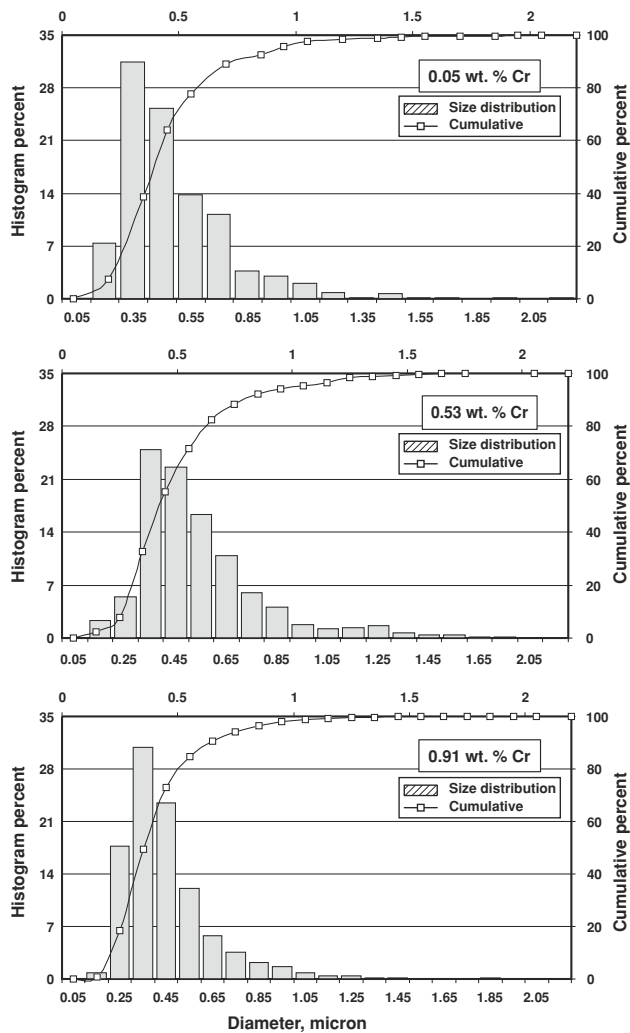 0 0.5 1 1.5 2
35 100
0.05 wt. % Cr
28 80
Size distribution
Cumulative
21 60
14 40
7 20
0 0
Histogram percent
Cumulative percent
0.05 0.35 0.55 0.85 1.05 1.35 1.55 1.85 2.05
0 0.5 1 1.5 2
35 100
0.53 wt. % Cr
28 80
Size distribution
Cumulative
21 60
14 40
7 20
0 0
Histogram percent
Cumulative percent
0.05 0.25 0.45 0.65 0.85 1.05 1.25 1.45 1.65 2.05
0 0.5 1 1.5 2
35 100
0.91 wt. % Cr
28 80
Size distribution
Cumulative
21 60
14 40
7 20
0 0
Histogram percent
Cumulative percent
0.05 0.25 0.45 0.65 0.85 1.05 1.25 1.45 1.65 1.85 2.05
Diameter, micron